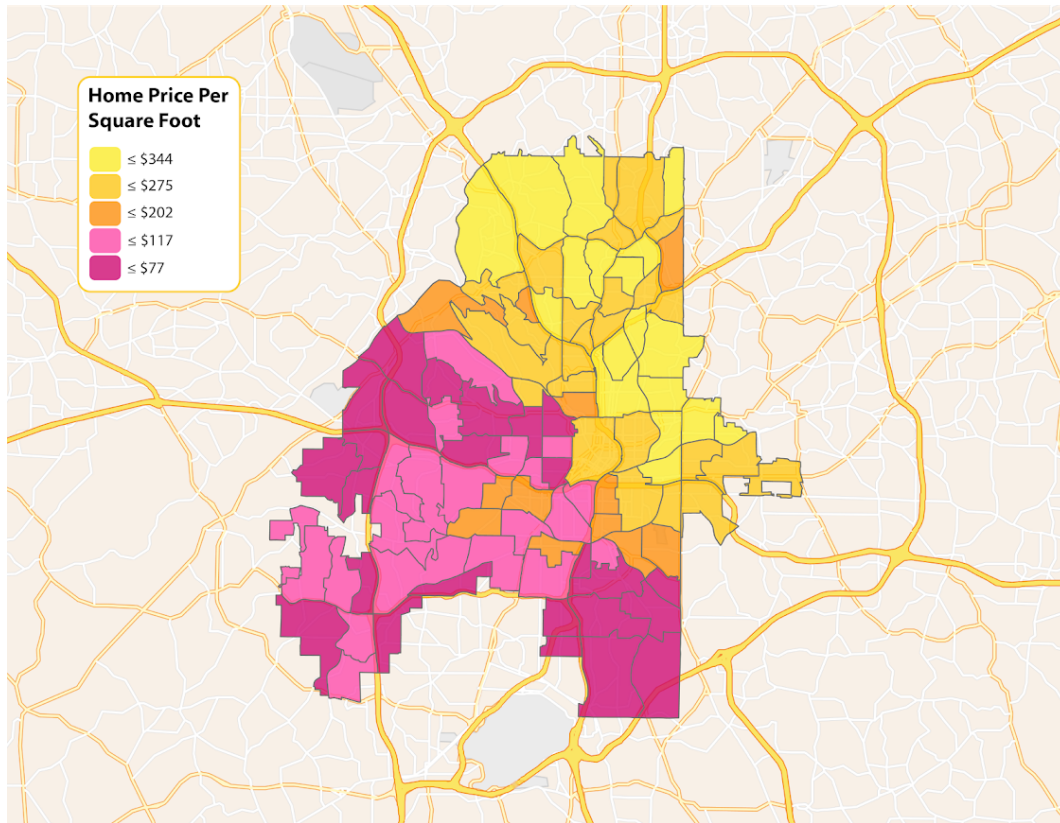 Home Price Per
Square Foot
≤ $344
≤ $275
≤ $202
≤ $117
≤ $77